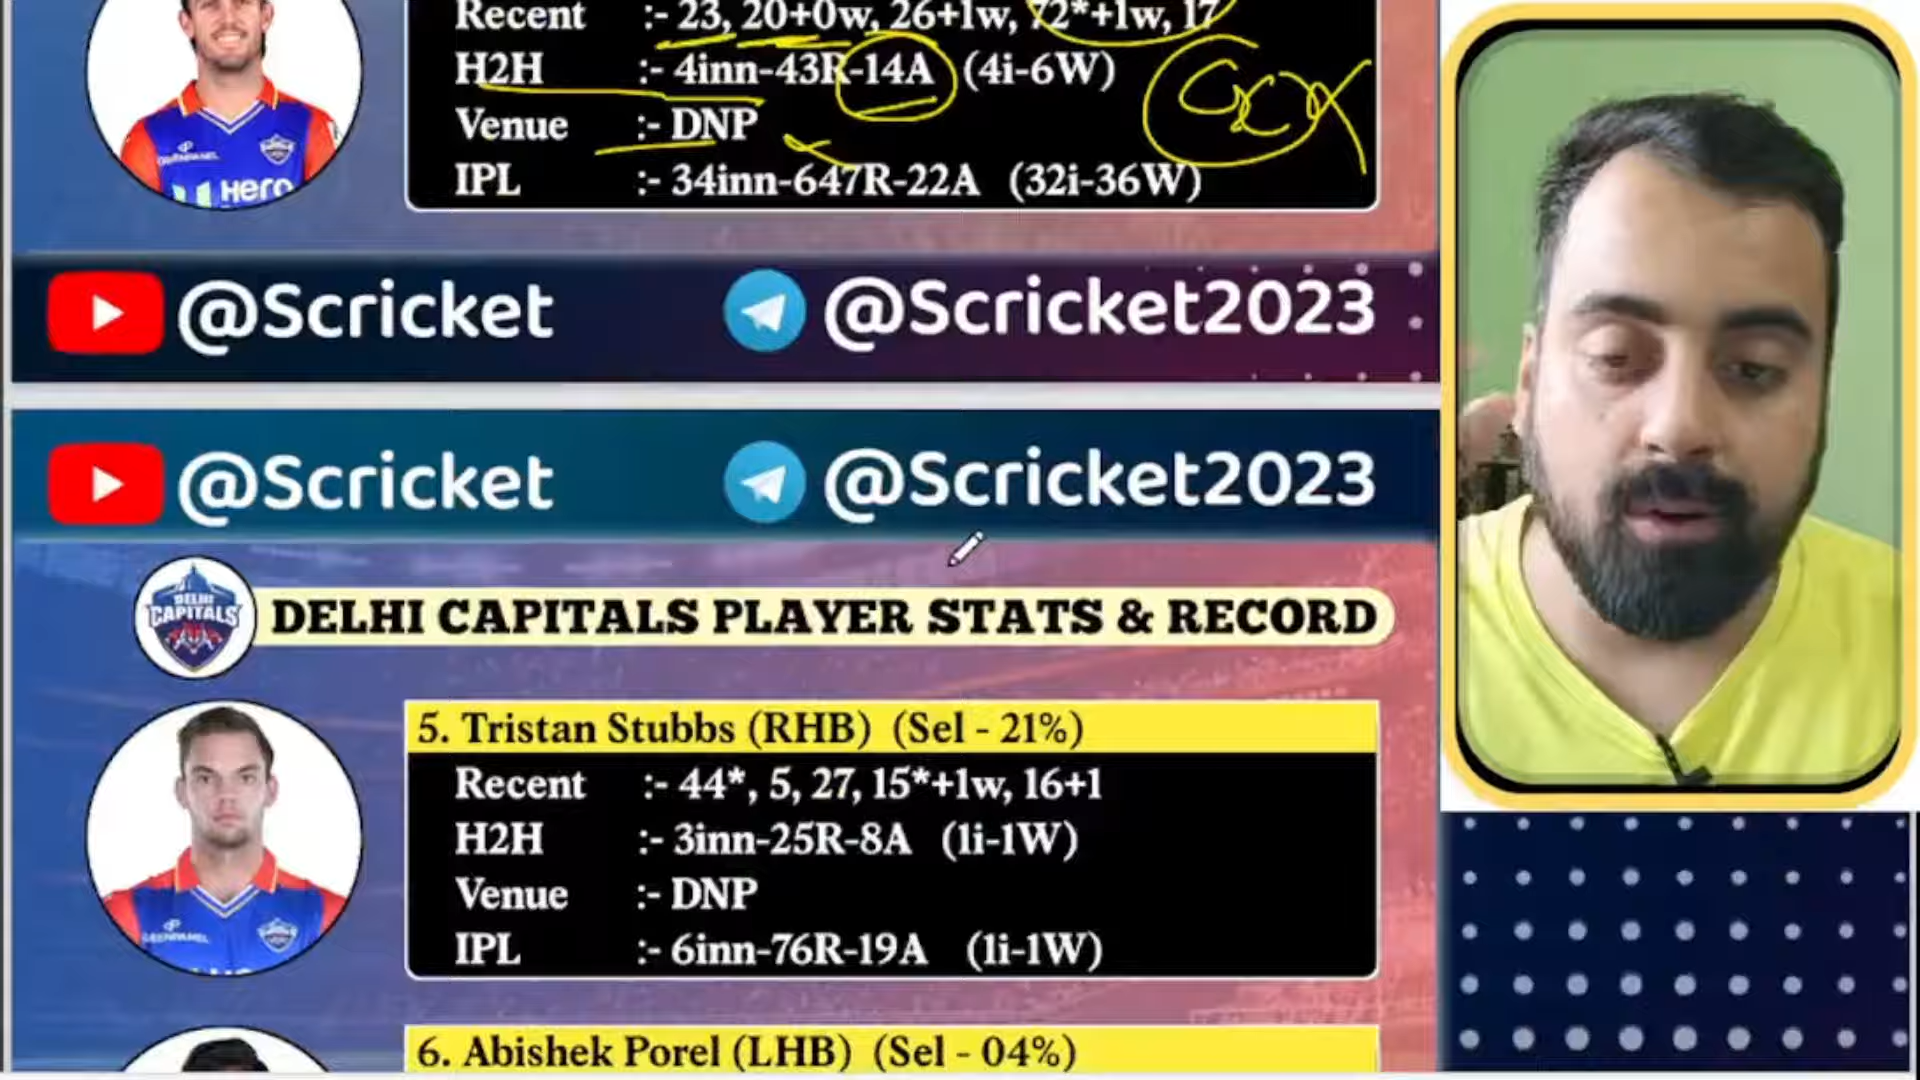 Recent :- 23, 20+0w, 26+1w, 72*+1w, 17
H2H :- 4inn-43R-14A (4i-6W)
Venue :- DNP
IPL :- 34inn-647R-22A (32i-36W)
Hero
@Scricket @Scricket2023
@Scricket @Scricket2023
DELHI CAPITALS
DELHI CAPITALS PLAYER STATS & RECORD
5. Tristan Stubbs (RHB) (Sel - 21%)
Recent :- 44*, 5, 27, 15*+1w, 16+1
H2H :- 3inn-25R-8A (1i-1W)
Venue :- DNP
IPL :- 6inn-76R-19A (1i-1W)
6. Abishek Porel (LHB) (Sel - 04%)